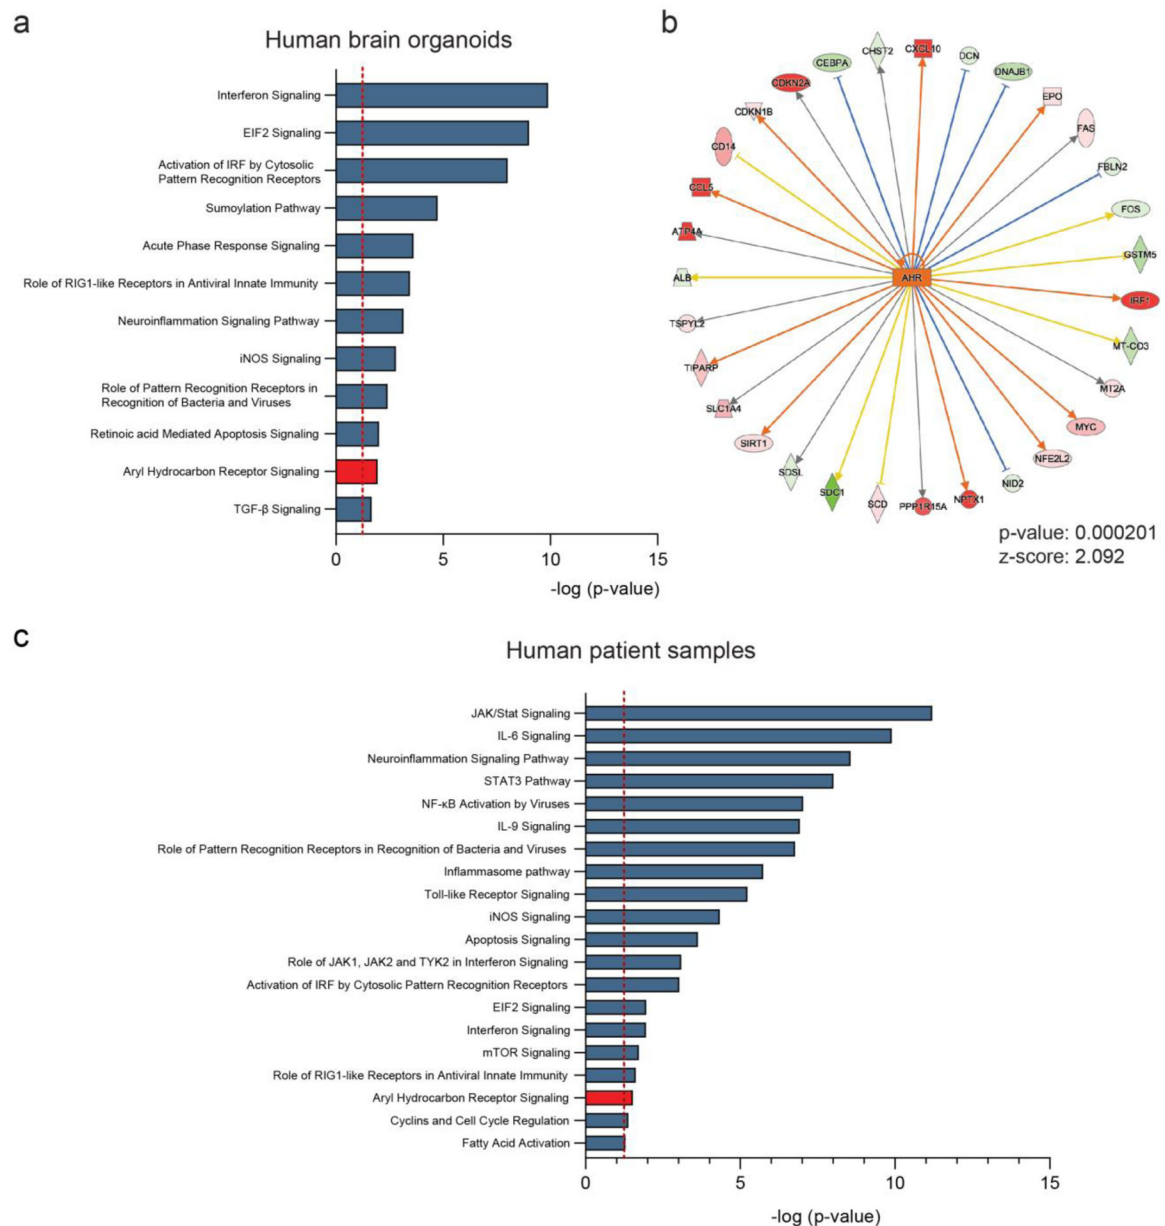 a
Human brain organoids
Interferon Signaling
EIF2 Signaling
Activation of IRF by Cytosolic
Pattern Recognition Receptors
Sumoylation Pathway
Acute Phase Response Signaling
Role of RIG1-like Receptors in Antiviral Innate Immunity
Neuroinflammation Signaling Pathway
iNOS Signaling
Role of Pattern Recognition Receptors in
Recognition of Bacteria and Viruses
Retinoic acid Mediated Apoptosis Signaling
Aryl Hydrocarbon Receptor Signaling
TGF-β Signaling
0 5 10 15
-log (p-value)
b
CXCL10
CHST2
DCN
CEBPA
DNAJB1
CDKN2A
EPO
CDKN1B
FAS
CD14
FBLN2
CCL5
FOS
ATP4A
GSTM5
ALB
AHR
IRF1
TSPYL2
MT-CO3
TIPARP
MT2A
SLC1A4
MYC
SIRT1
NFE2L2
SDSL
NID2
SDC1
SCD
PPP1R15A
NPTX1
p-value: 0.000201
z-score: 2.092
c
Human patient samples
JAK/Stat Signaling
IL-6 Signaling
Neuroinflammation Signaling Pathway
STAT3 Pathway
NF-κB Activation by Viruses
IL-9 Signaling
Role of Pattern Recognition Receptors in Recognition of Bacteria and Viruses
Inflammasome pathway
Toll-like Receptor Signaling
iNOS Signaling
Apoptosis Signaling
Role of JAK1, JAK2 and TYK2 in Interferon Signaling
Activation of IRF by Cytosolic Pattern Recognition Receptors
EIF2 Signaling
Interferon Signaling
mTOR Signaling
Role of RIG1-like Receptors in Antiviral Innate Immunity
Aryl Hydrocarbon Receptor Signaling
Cyclins and Cell Cycle Regulation
Fatty Acid Activation
0 5 10 15
-log (p-value)